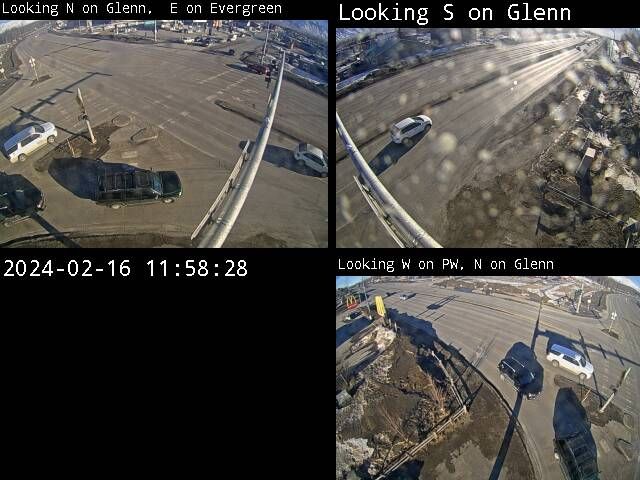 Looking N on Glenn,  E on Evergreen
Looking S on Glenn
2024-02-16 11:58:28
Looking W on PW, N on Glenn